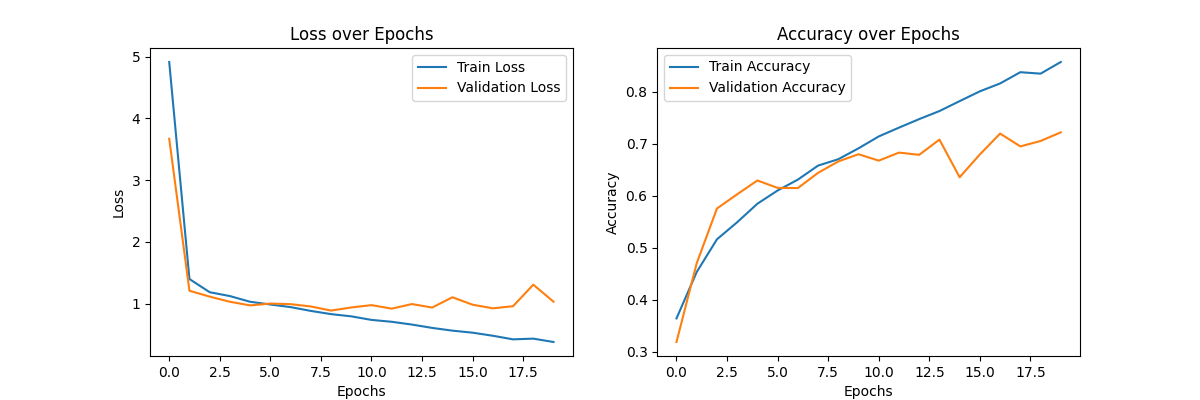 Loss over Epochs
Train Loss
Validation Loss
5
4
3
2
1
Loss
0.0 2.5 5.0 7.5 10.0 12.5 15.0 17.5
Epochs
Accuracy over Epochs
Train Accuracy
Validation Accuracy
0.8
0.7
0.6
0.5
0.4
0.3
Accuracy
0.0 2.5 5.0 7.5 10.0 12.5 15.0 17.5
Epochs